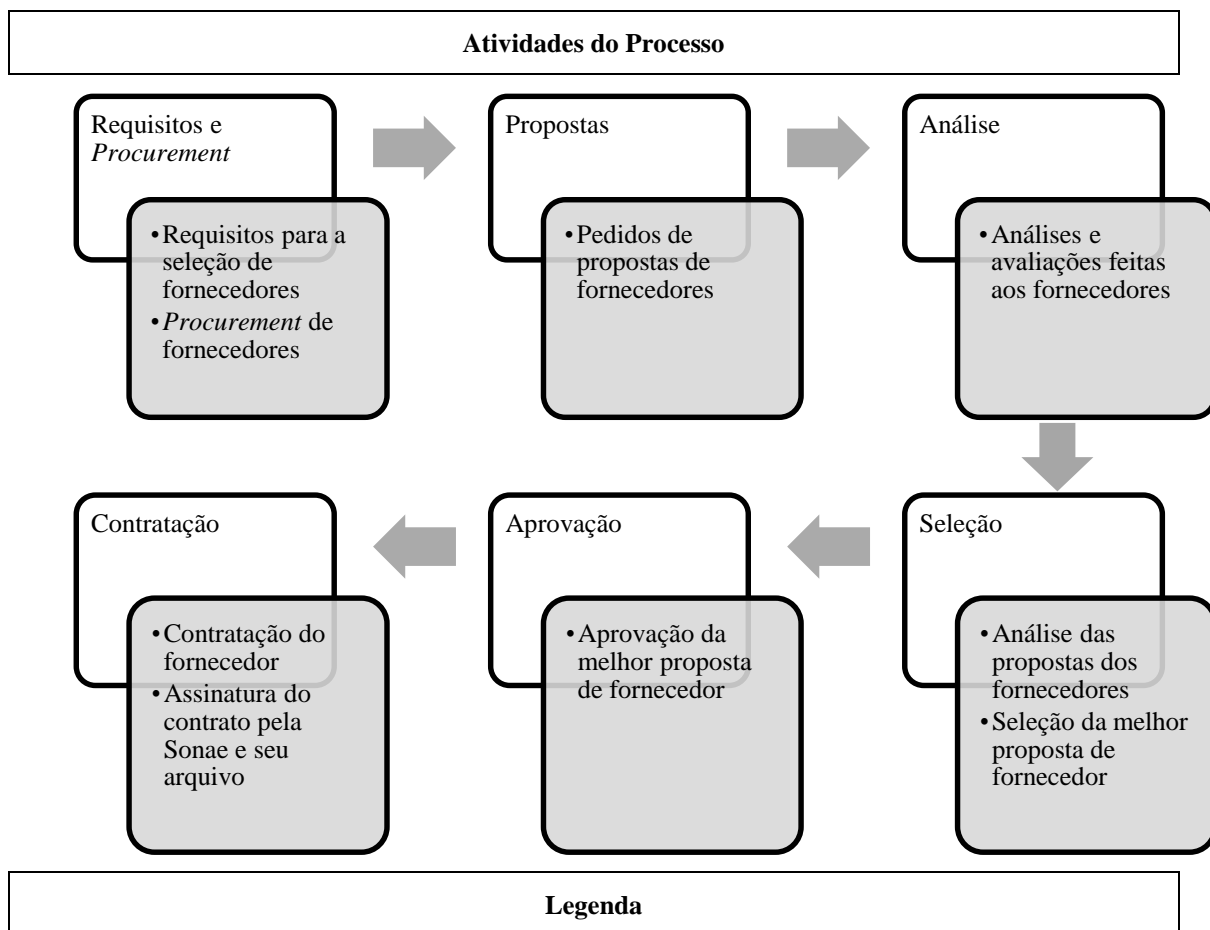 Atividades do Processo
Requisitos e
Procurement
•Requisitos para a
seleção de
fornecedores
•Procurement de
fornecedores
Propostas
•Pedidos de
propostas de
fornecedores
Análise
•Análises e
avaliações feitas
aos fornecedores
Seleção
•Análise das
propostas dos
fornecedores
•Seleção da melhor
proposta de
fornecedor
Aprovação
•Aprovação da
melhor proposta
de fornecedor
Contratação
•Contratação do
fornecedor
•Assinatura do
contrato pela
Sonae e seu
arquivo
Legenda